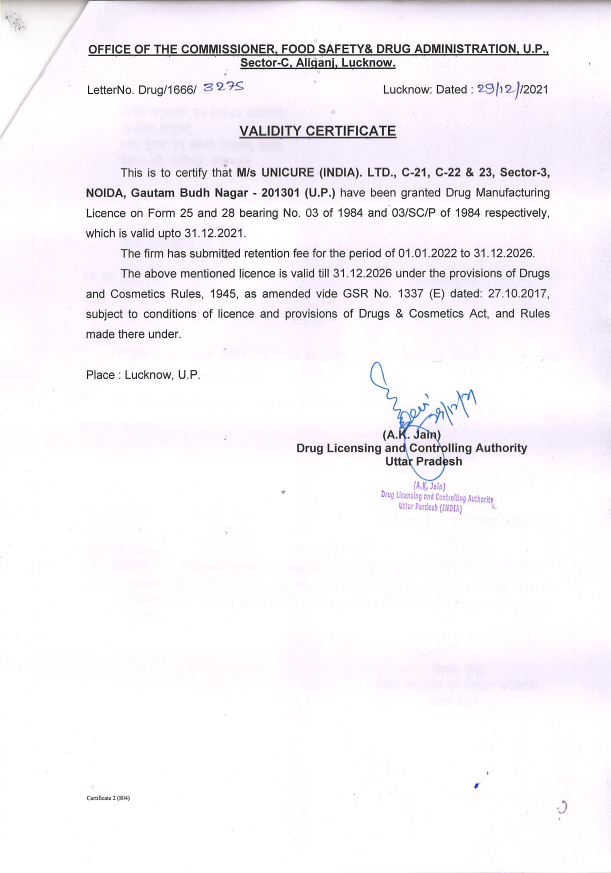 OFFICE OF THE COMMISSIONER, FOOD SAFETY& DRUG ADMINISTRATION, U.P.,
Sector-C, Aliganj, Lucknow.
LetterNo. Drug/1666/ 3275 Lucknow: Dated : 29/12/2021
VALIDITY CERTIFICATE
This is to certify that M/s UNICURE (INDIA). LTD., C-21, C-22 & 23, Sector-3,
NOIDA, Gautam Budh Nagar - 201301 (U.P.) have been granted Drug Manufacturing
Licence on Form 25 and 28 bearing No. 03 of 1984 and 03/SC/P of 1984 respectively,
which is valid upto 31.12.2021.
The firm has submitted retention fee for the period of 01.01.2022 to 31.12.2026.
The above mentioned licence is valid till 31.12.2026 under the provisions of Drugs
and Cosmetics Rules, 1945, as amended vide GSR No. 1337 (E) dated: 27.10.2017,
subject to conditions of licence and provisions of Drugs & Cosmetics Act, and Rules
made there under.
Place : Lucknow, U.P.
29/12/21
(A.K. Jain)
Drug Licensing and Controlling Authority
Uttar Pradesh
(A.K. Jain)
Drug Licensing and Controlling Authority
Uttar Pardesh (INDIA)
Certificate 2 (804)